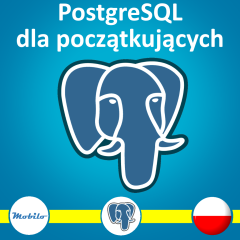 PostgreSQL
dla początkujących
Mobilo